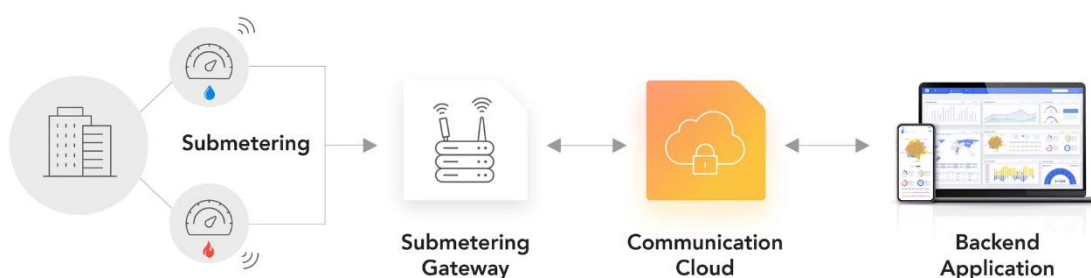 Submetering
Submetering
Gateway
Communication
Cloud
Backend
Application